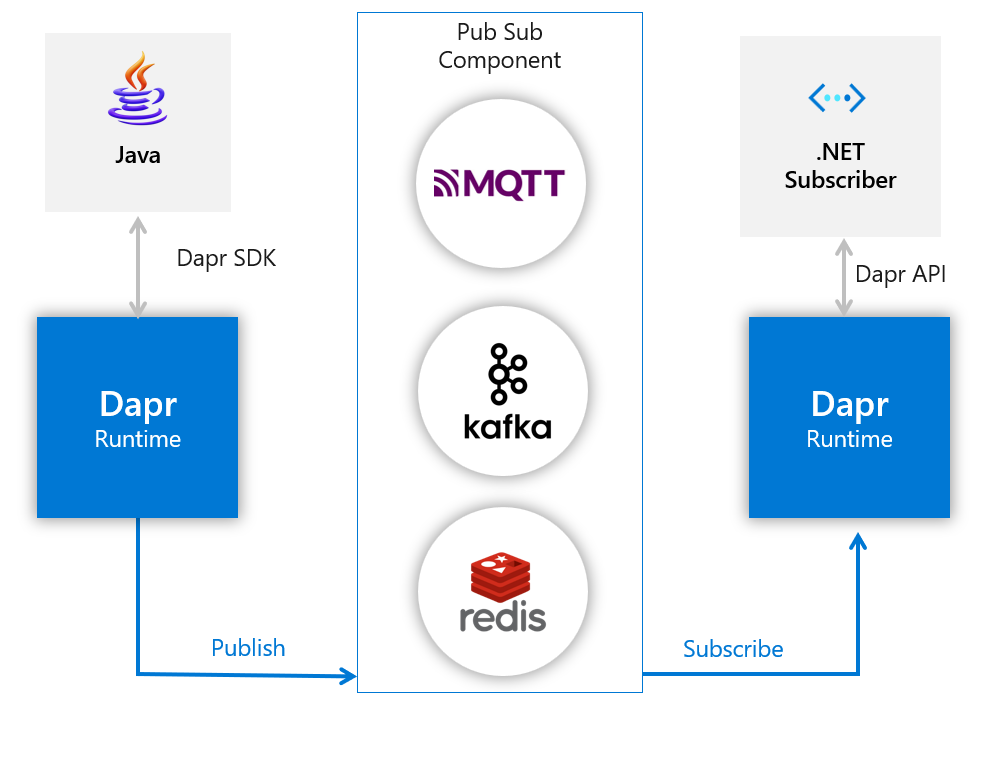 Pub Sub
Component
Java
MQTT
.NET
Subscriber
Dapr SDK
Dapr API
kafka
Dapr
Runtime
Dapr
Runtime
redis
Publish
Subscribe